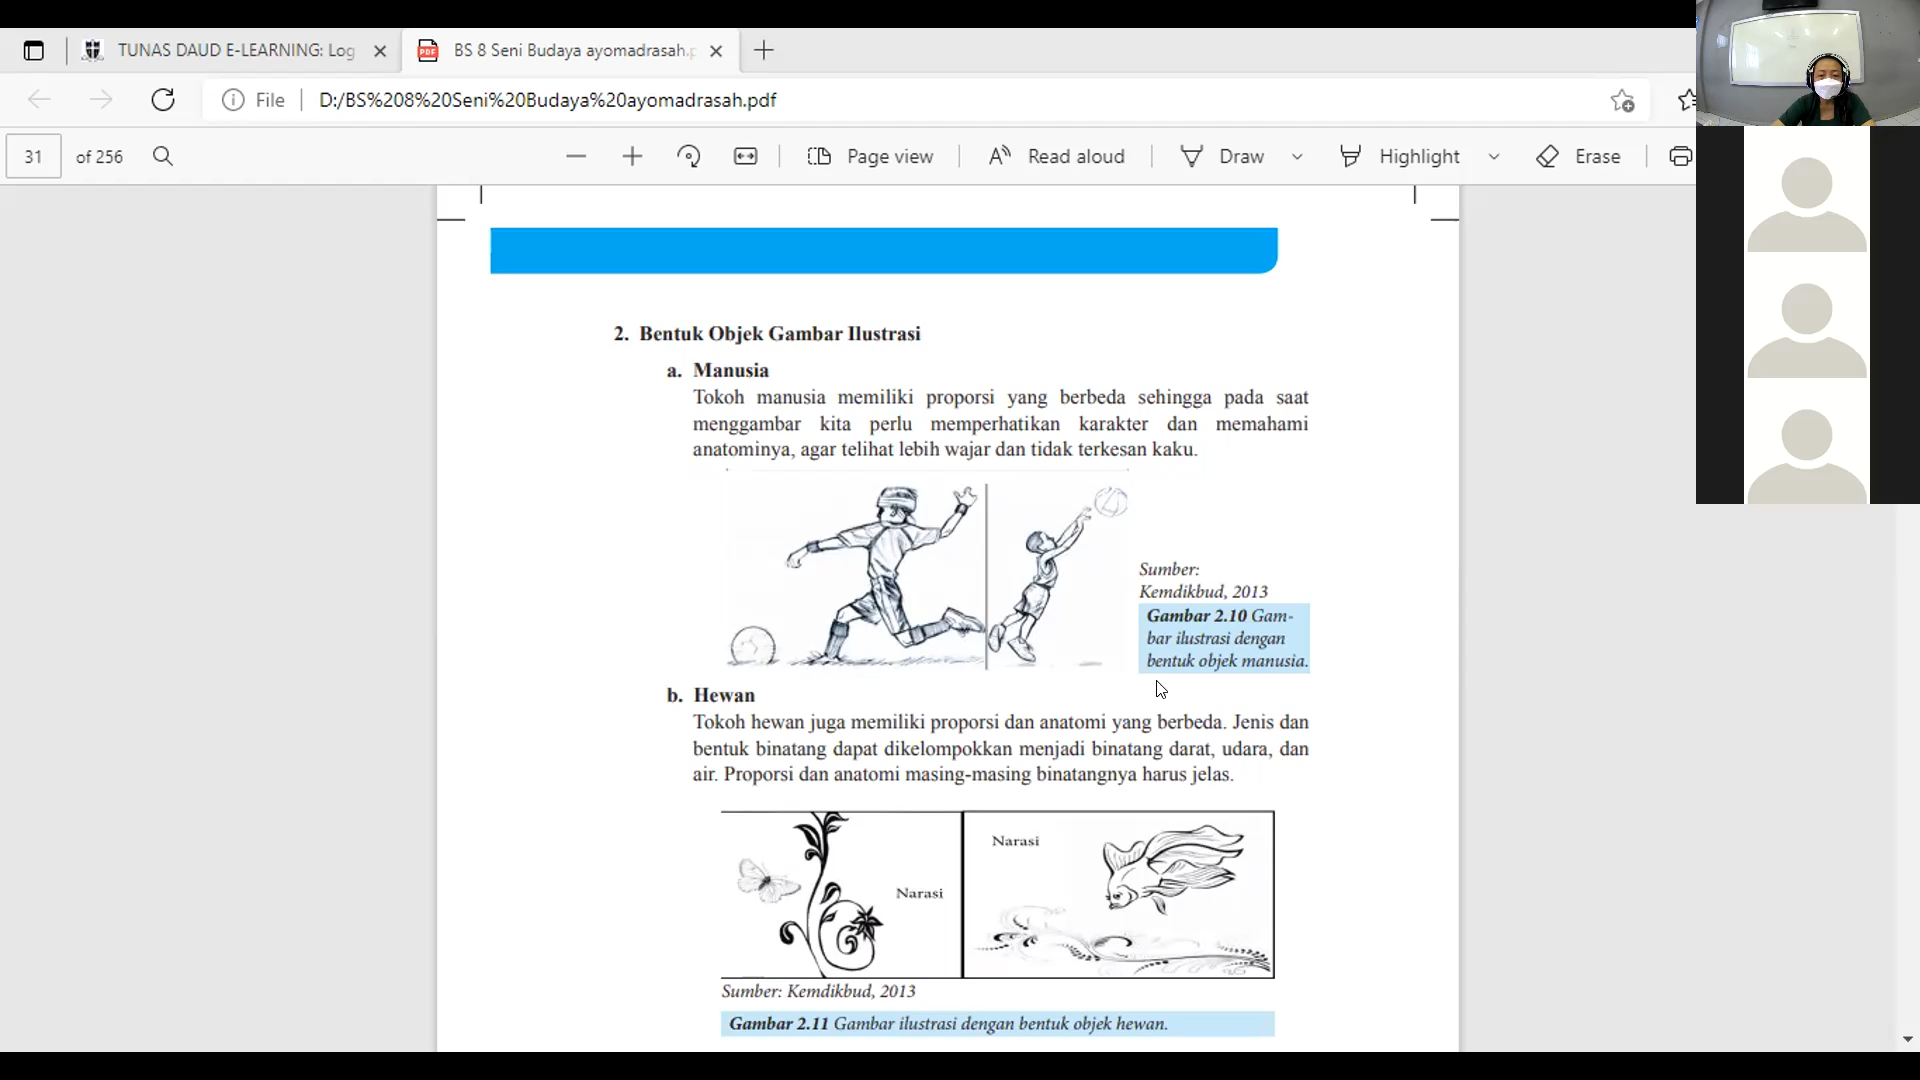 TUNAS DAUD E-LEARNING: Log
BS 8 Seni Budaya ayomadrasah.p
File
D:/BS%208%20Seni%20Budaya%20ayomadrasah.pdf
31 of 256
Page view
Read aloud
Draw
Highlight
Erase
2. Bentuk Objek Gambar Ilustrasi
a. Manusia
Tokoh manusia memiliki proporsi yang berbeda sehingga pada saat
menggambar kita perlu memperhatikan karakter dan memahami
anatominya, agar telihat lebih wajar dan tidak terkesan kaku.
Sumber:
Kemdikbud, 2013
Gambar 2.10 Gam-
bar ilustrasi dengan
bentuk objek manusia.
b. Hewan
Tokoh hewan juga memiliki proporsi dan anatomi yang berbeda. Jenis dan
bentuk binatang dapat dikelompokkan menjadi binatang darat, udara, dan
air. Proporsi dan anatomi masing-masing binatangnya harus jelas.
Narasi
Narasi
Sumber: Kemdikbud, 2013
Gambar 2.11 Gambar ilustrasi dengan bentuk objek hewan.